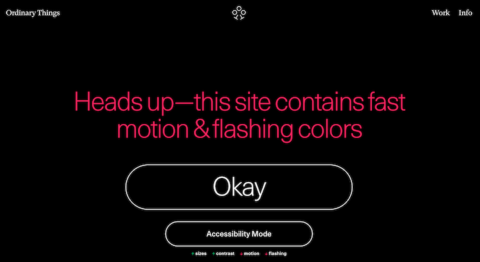 Ordinary Things
Work Info
Heads up—this site contains fast
motion & flashing colors
Okay
Accessibility Mode
sizes contrast motion flashing